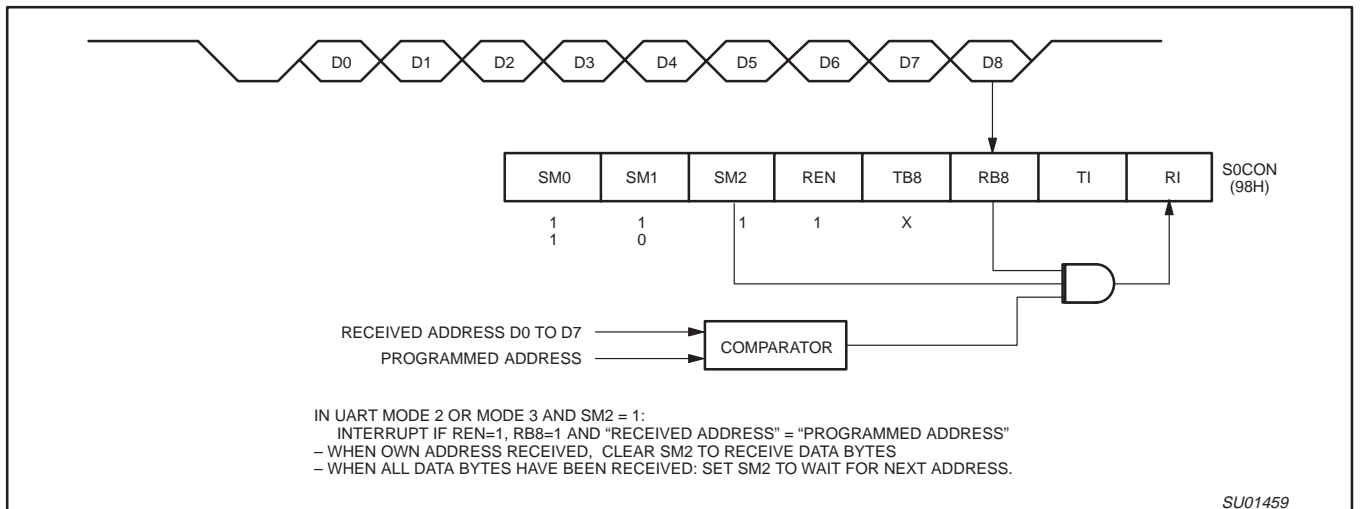 D0 D1 D2 D3 D4 D5 D6 D7 D8
SM0 SM1 SM2 REN TB8 RB8 TI RI
S0CON
(98H)
1 1 1 1 X
1 0
RECEIVED ADDRESS D0 TO D7
PROGRAMMED ADDRESS
COMPARATOR
IN UART MODE 2 OR MODE 3 AND SM2 = 1:
INTERRUPT IF REN=1, RB8=1 AND “RECEIVED ADDRESS” = “PROGRAMMED ADDRESS”
– WHEN OWN ADDRESS RECEIVED, CLEAR SM2 TO RECEIVE DATA BYTES
– WHEN ALL DATA BYTES HAVE BEEN RECEIVED: SET SM2 TO WAIT FOR NEXT ADDRESS.
SU01459